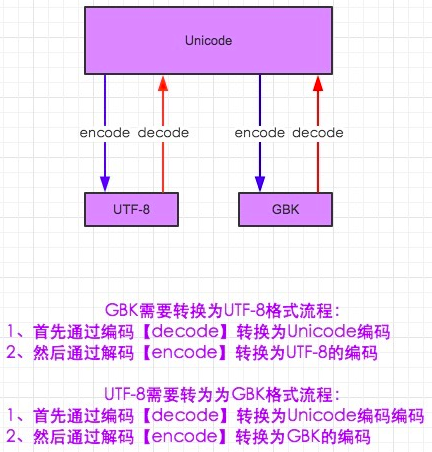 Unicode
encode decode encode decode
UTF-8 GBK
GBK需要转换为UTF-8格式流程：
1、首先通过编码【decode】转换为Unicode编码
2、然后通过解码【encode】转换为UTF-8的编码
UTF-8需要转为为GBK格式流程：
1、首先通过编码【decode】转换为Unicode编码编码
2、然后通过解码【encode】转换为GBK的编码